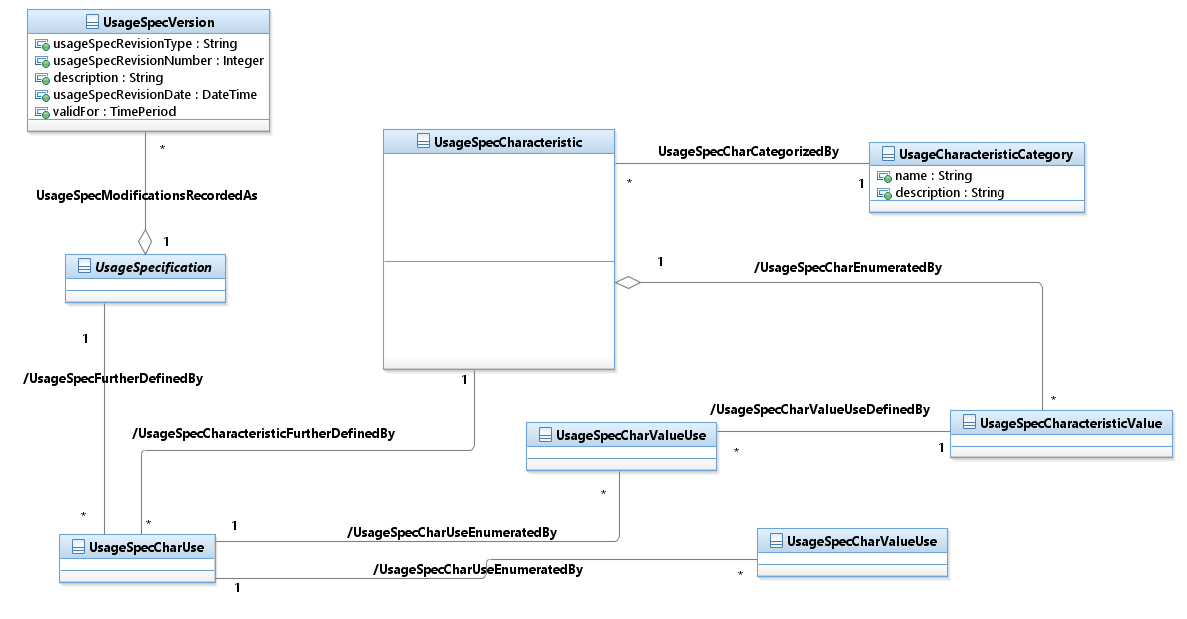 UsageSpecVersion
usageSpecRevisionType : String
usageSpecRevisionNumber : Integer
description : String
usageSpecRevisionDate : DateTime
validFor : TimePeriod
*
UsageSpecModificationsRecordedAs
1
UsageSpecification
1
/UsageSpecFurtherDefinedBy
*
UsageSpecCharacteristic
UsageSpecCharCategorizedBy
*
1
UsageCharacteristicCategory
name : String
description : String
1
/UsageSpecCharEnumeratedBy
*
1
/UsageSpecCharacteristicFurtherDefinedBy
*
UsageSpecCharValueUse
/UsageSpecCharValueUseDefinedBy
*
1
UsageSpecCharacteristicValue
*
1
/UsageSpecCharUseEnumeratedBy
UsageSpecCharUse
/UsageSpecCharUseEnumeratedBy
1
*
UsageSpecCharValueUse